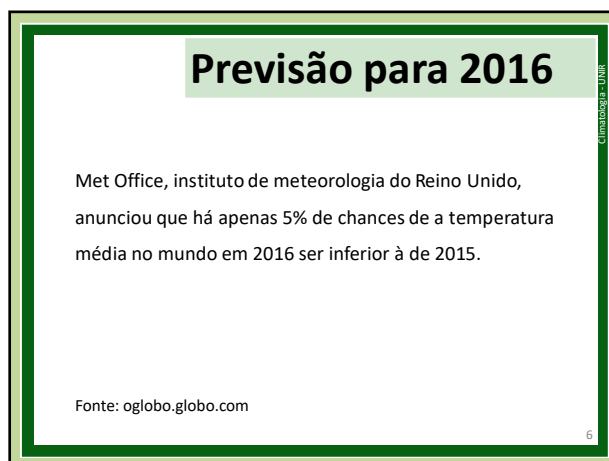 Previsão para 2016
Climatologia - UNIR
Met Office, instituto de meteorologia do Reino Unido,
anunciou que há apenas 5% de chances de a temperatura
média no mundo em 2016 ser inferior à de 2015.
Fonte: oglobo.globo.com
6